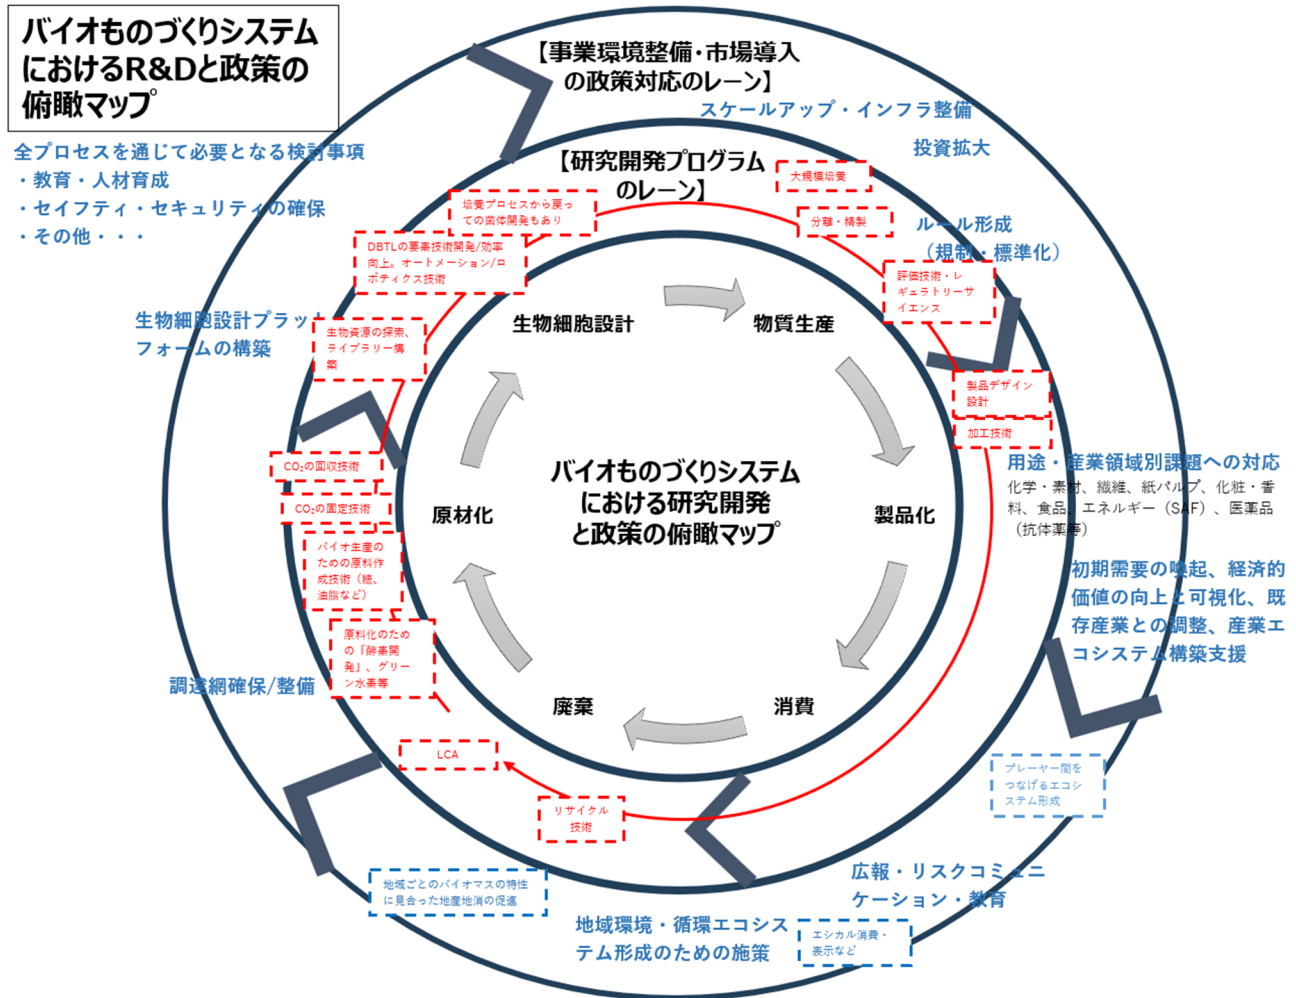 バイオものづくりシステム
におけるR&Dと政策の
俯瞰マップ
全プロセスを通じて必要となる検討事項
・教育・人材育成
・セイフティ・セキュリティの確保
・その他・・・
【事業環境整備・市場導入
の政策対応のレーン】
スケールアップ・インフラ整備
投資拡大
ルール形成
（規制・標準化）
【研究開発プログラム
のレーン】
大規模培養
分離・精製
評価技術・レ
ギュラトリーサ
イエンス
培養プロセスから戻っ
ての菌体開発もあり
DBTLの要素技術開発/効率
向上。オートメーション/ロ
ボティクス技術
生物細胞設計プラット
フォームの構築
生物資源の探索、
ライブラリー構
築
生物細胞設計
物質生産
製品デザイン
設計
加工技術
CO₂の回収技術
CO₂の固定技術
バイオ生産の
ための原料作
成技術（糖、
油脂など）
原料化のため
の「酵素開
発」、グリー
ン水素等
原材化
バイオものづくりシステム
における研究開発
と政策の俯瞰マップ
製品化
用途・産業領域別課題への対応
化学・素材、繊維、紙パルプ、化粧・香
料、食品、エネルギー（SAF）、医薬品
（抗体薬等）
初期需要の喚起、経済的
価値の向上と可視化、既
存産業との調整、産業エ
コシステム構築支援
調達網確保/整備
廃棄
消費
LCA
リサイクル
技術
プレーヤー間を
つなげるエコシ
ステム形成
地域ごとのバイオマスの特性
に見合った地産地消の促進
地域環境・循環エコシス
テム形成のための施策
広報・リスクコミュニ
ケーション・教育
エシカル消費・
表示など